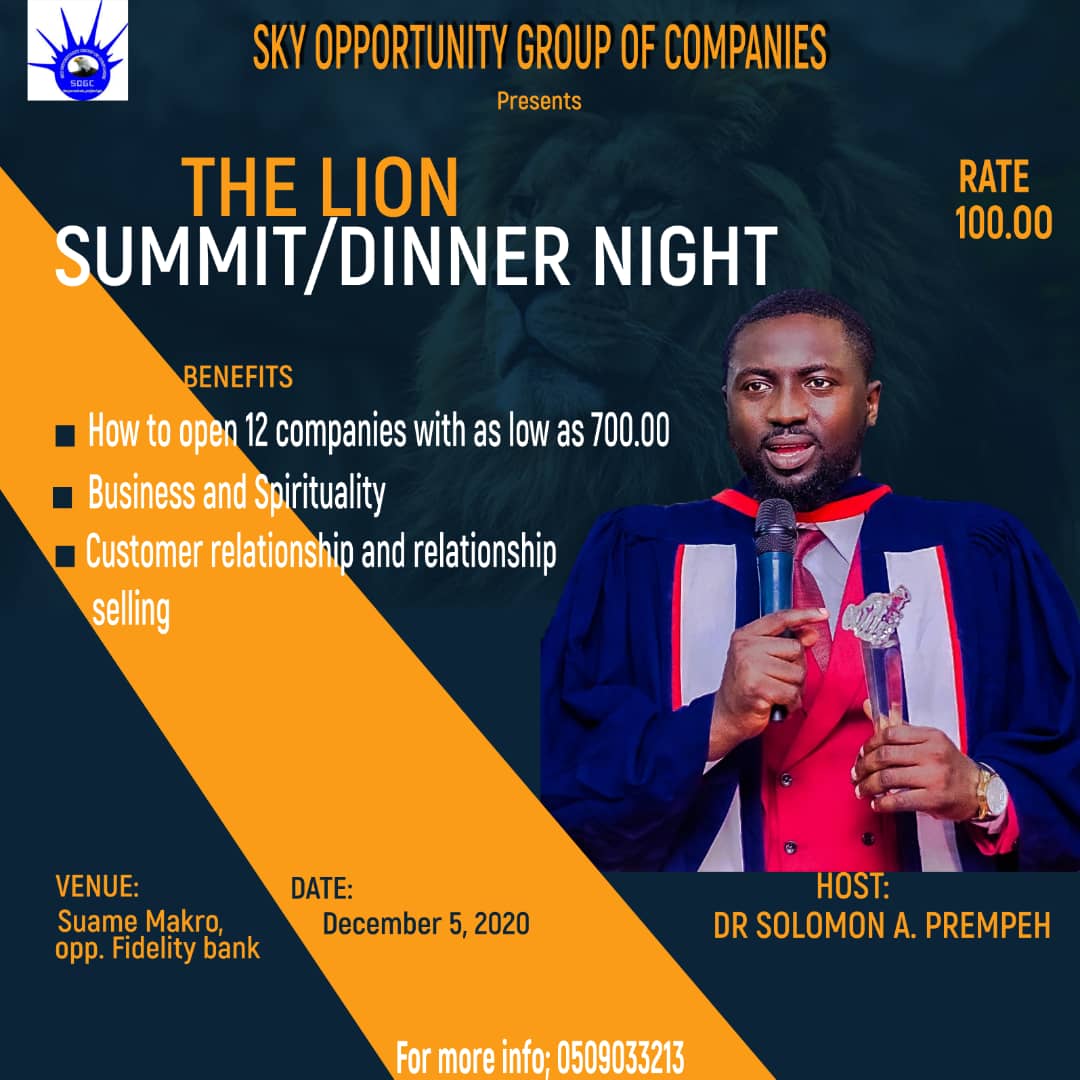 SKY OPPORTUNITY GROUP OF COMPANIES
Presents
THE LION
SUMMIT/DINNER NIGHT
RATE
100.00
BENEFITS
How to open 12 companies with as low as 700.00
Business and Spirituality
Customer relationship and relationship
selling
VENUE:
Suame Makro,
opp. Fidelity bank
DATE:
December 5, 2020
HOST:
DR SOLOMON A. PREMPEH
For more info; 0509033213
SOGC